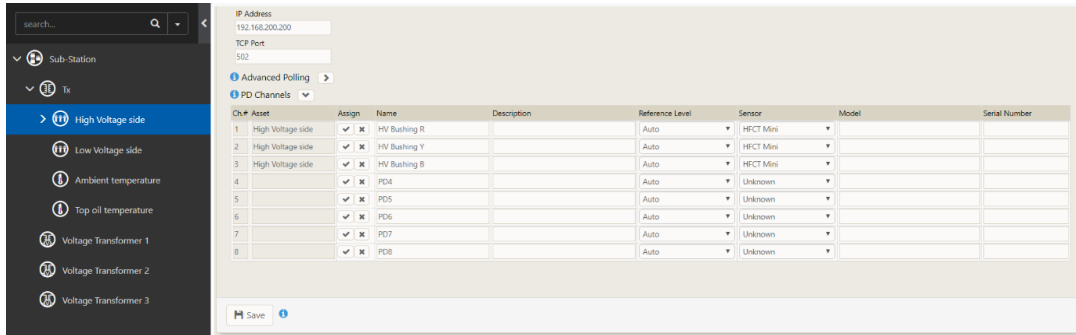 search...
Sub-Station
Tx
High Voltage side
Low Voltage side
Ambient temperature
Top oil temperature
Voltage Transformer 1
Voltage Transformer 2
Voltage Transformer 3
IP Address
192.168.200.200
TCP Port
502
Advanced Polling
PD Channels
Ch.# Asset Assign Name Description Reference Level Sensor Model Serial Number
1 High Voltage side HV Bushing R Auto HFCT Mini
2 High Voltage side HV Bushing Y Auto HFCT Mini
3 High Voltage side HV Bushing B Auto HFCT Mini
4 PD4 Auto Unknown
5 PD5 Auto Unknown
6 PD6 Auto Unknown
7 PD7 Auto Unknown
8 PD8 Auto Unknown
Save